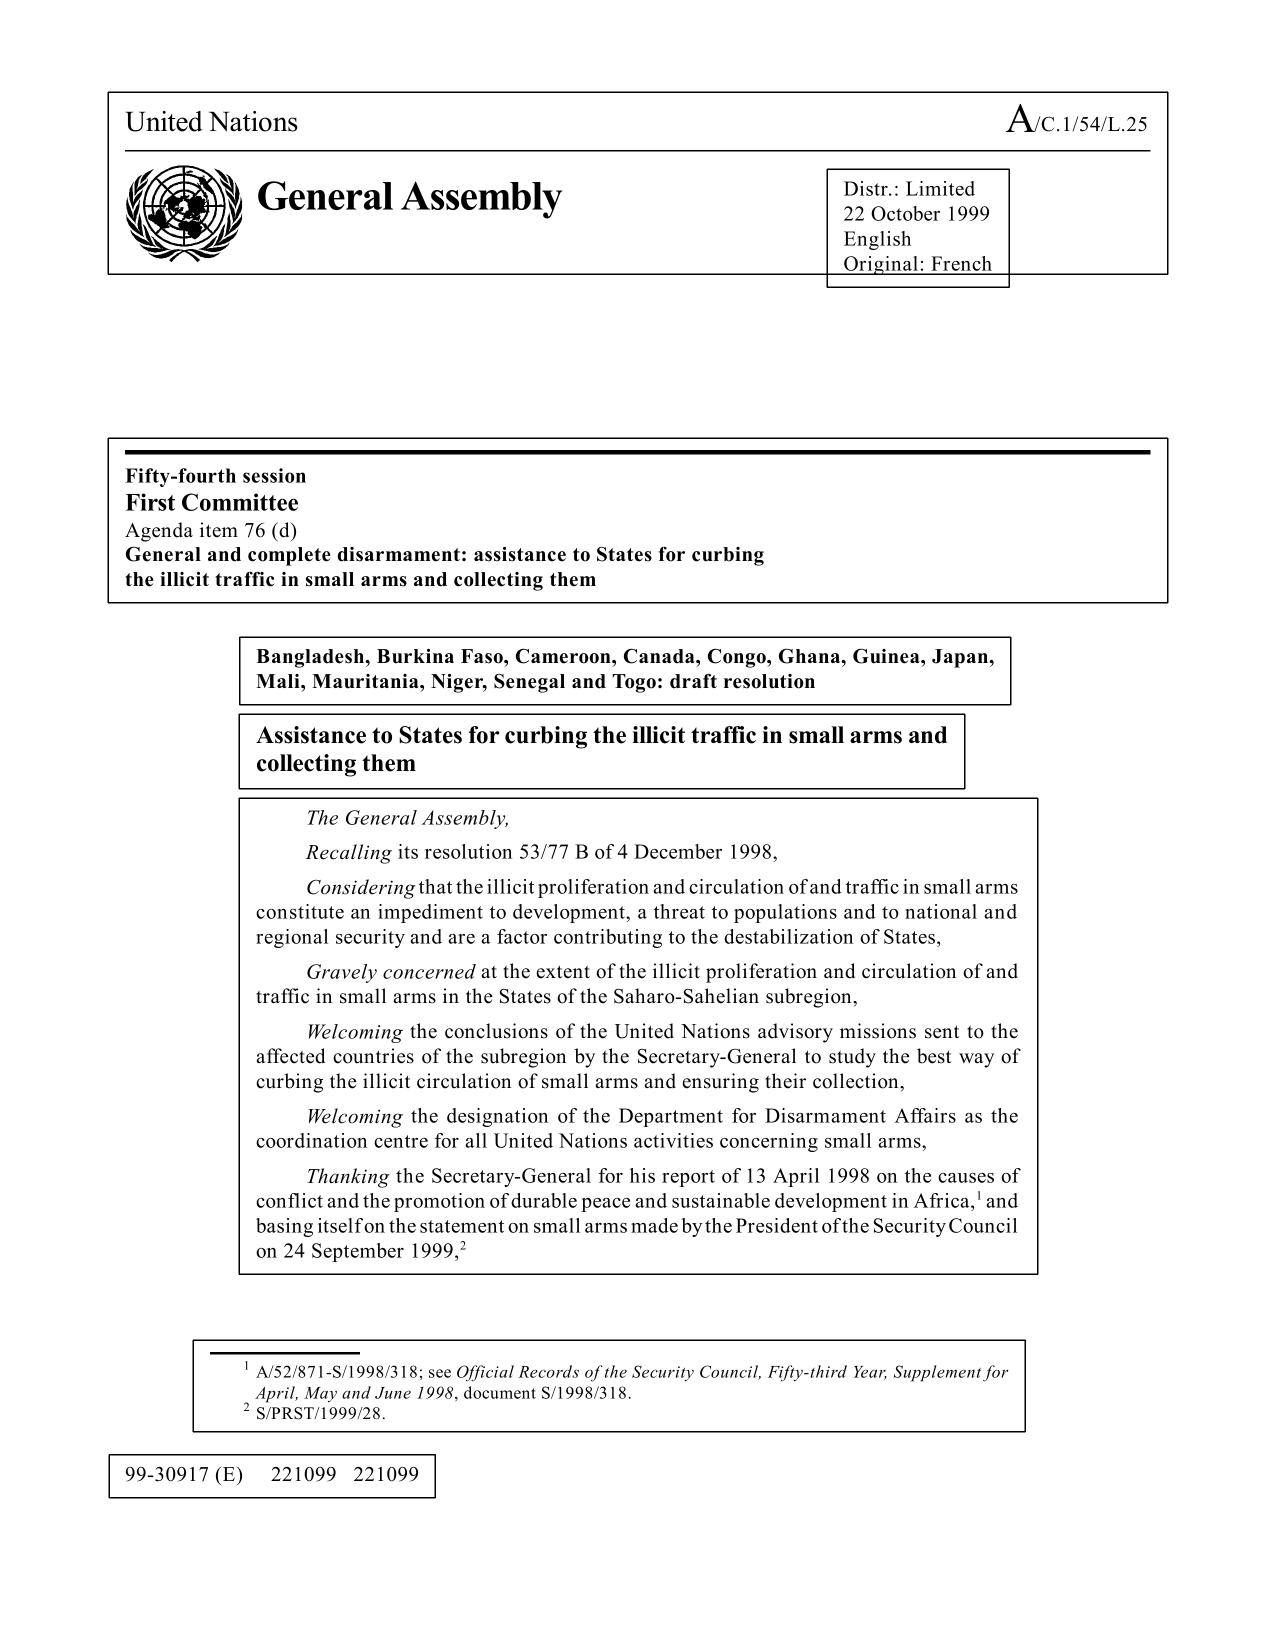 United Nations A/C.1/54/L.25
General Assembly
Distr.: Limited
22 October 1999
English
Original: French
Fifty-fourth session
First Committee
Agenda item 76 (d)
General and complete disarmament: assistance to States for curbing
the illicit traffic in small arms and collecting them
Bangladesh, Burkina Faso, Cameroon, Canada, Congo, Ghana, Guinea, Japan,
Mali, Mauritania, Niger, Senegal and Togo: draft resolution
Assistance to States for curbing the illicit traffic in small arms and
collecting them
The General Assembly,
Recalling its resolution 53/77 B of 4 December 1998,
Considering that the illicit proliferation and circulation of and traffic in small arms
constitute an impediment to development, a threat to populations and to national and
regional security and are a factor contributing to the destabilization of States,
Gravely concerned at the extent of the illicit proliferation and circulation of and
traffic in small arms in the States of the Saharo-Sahelian subregion,
Welcoming the conclusions of the United Nations advisory missions sent to the
affected countries of the subregion by the Secretary-General to study the best way of
curbing the illicit circulation of small arms and ensuring their collection,
Welcoming the designation of the Department for Disarmament Affairs as the
coordination centre for all United Nations activities concerning small arms,
Thanking the Secretary-General for his report of 13 April 1998 on the causes of
conflict and the promotion of durable peace and sustainable development in Africa,1 and
basing itself on the statement on small arms made by the President of the Security Council
on 24 September 1999,2
1 A/52/871-S/1998/318; see Official Records of the Security Council, Fifty-third Year, Supplement for
April, May and June 1998, document S/1998/318.
2 S/PRST/1999/28.
99-30917 (E) 221099 221099